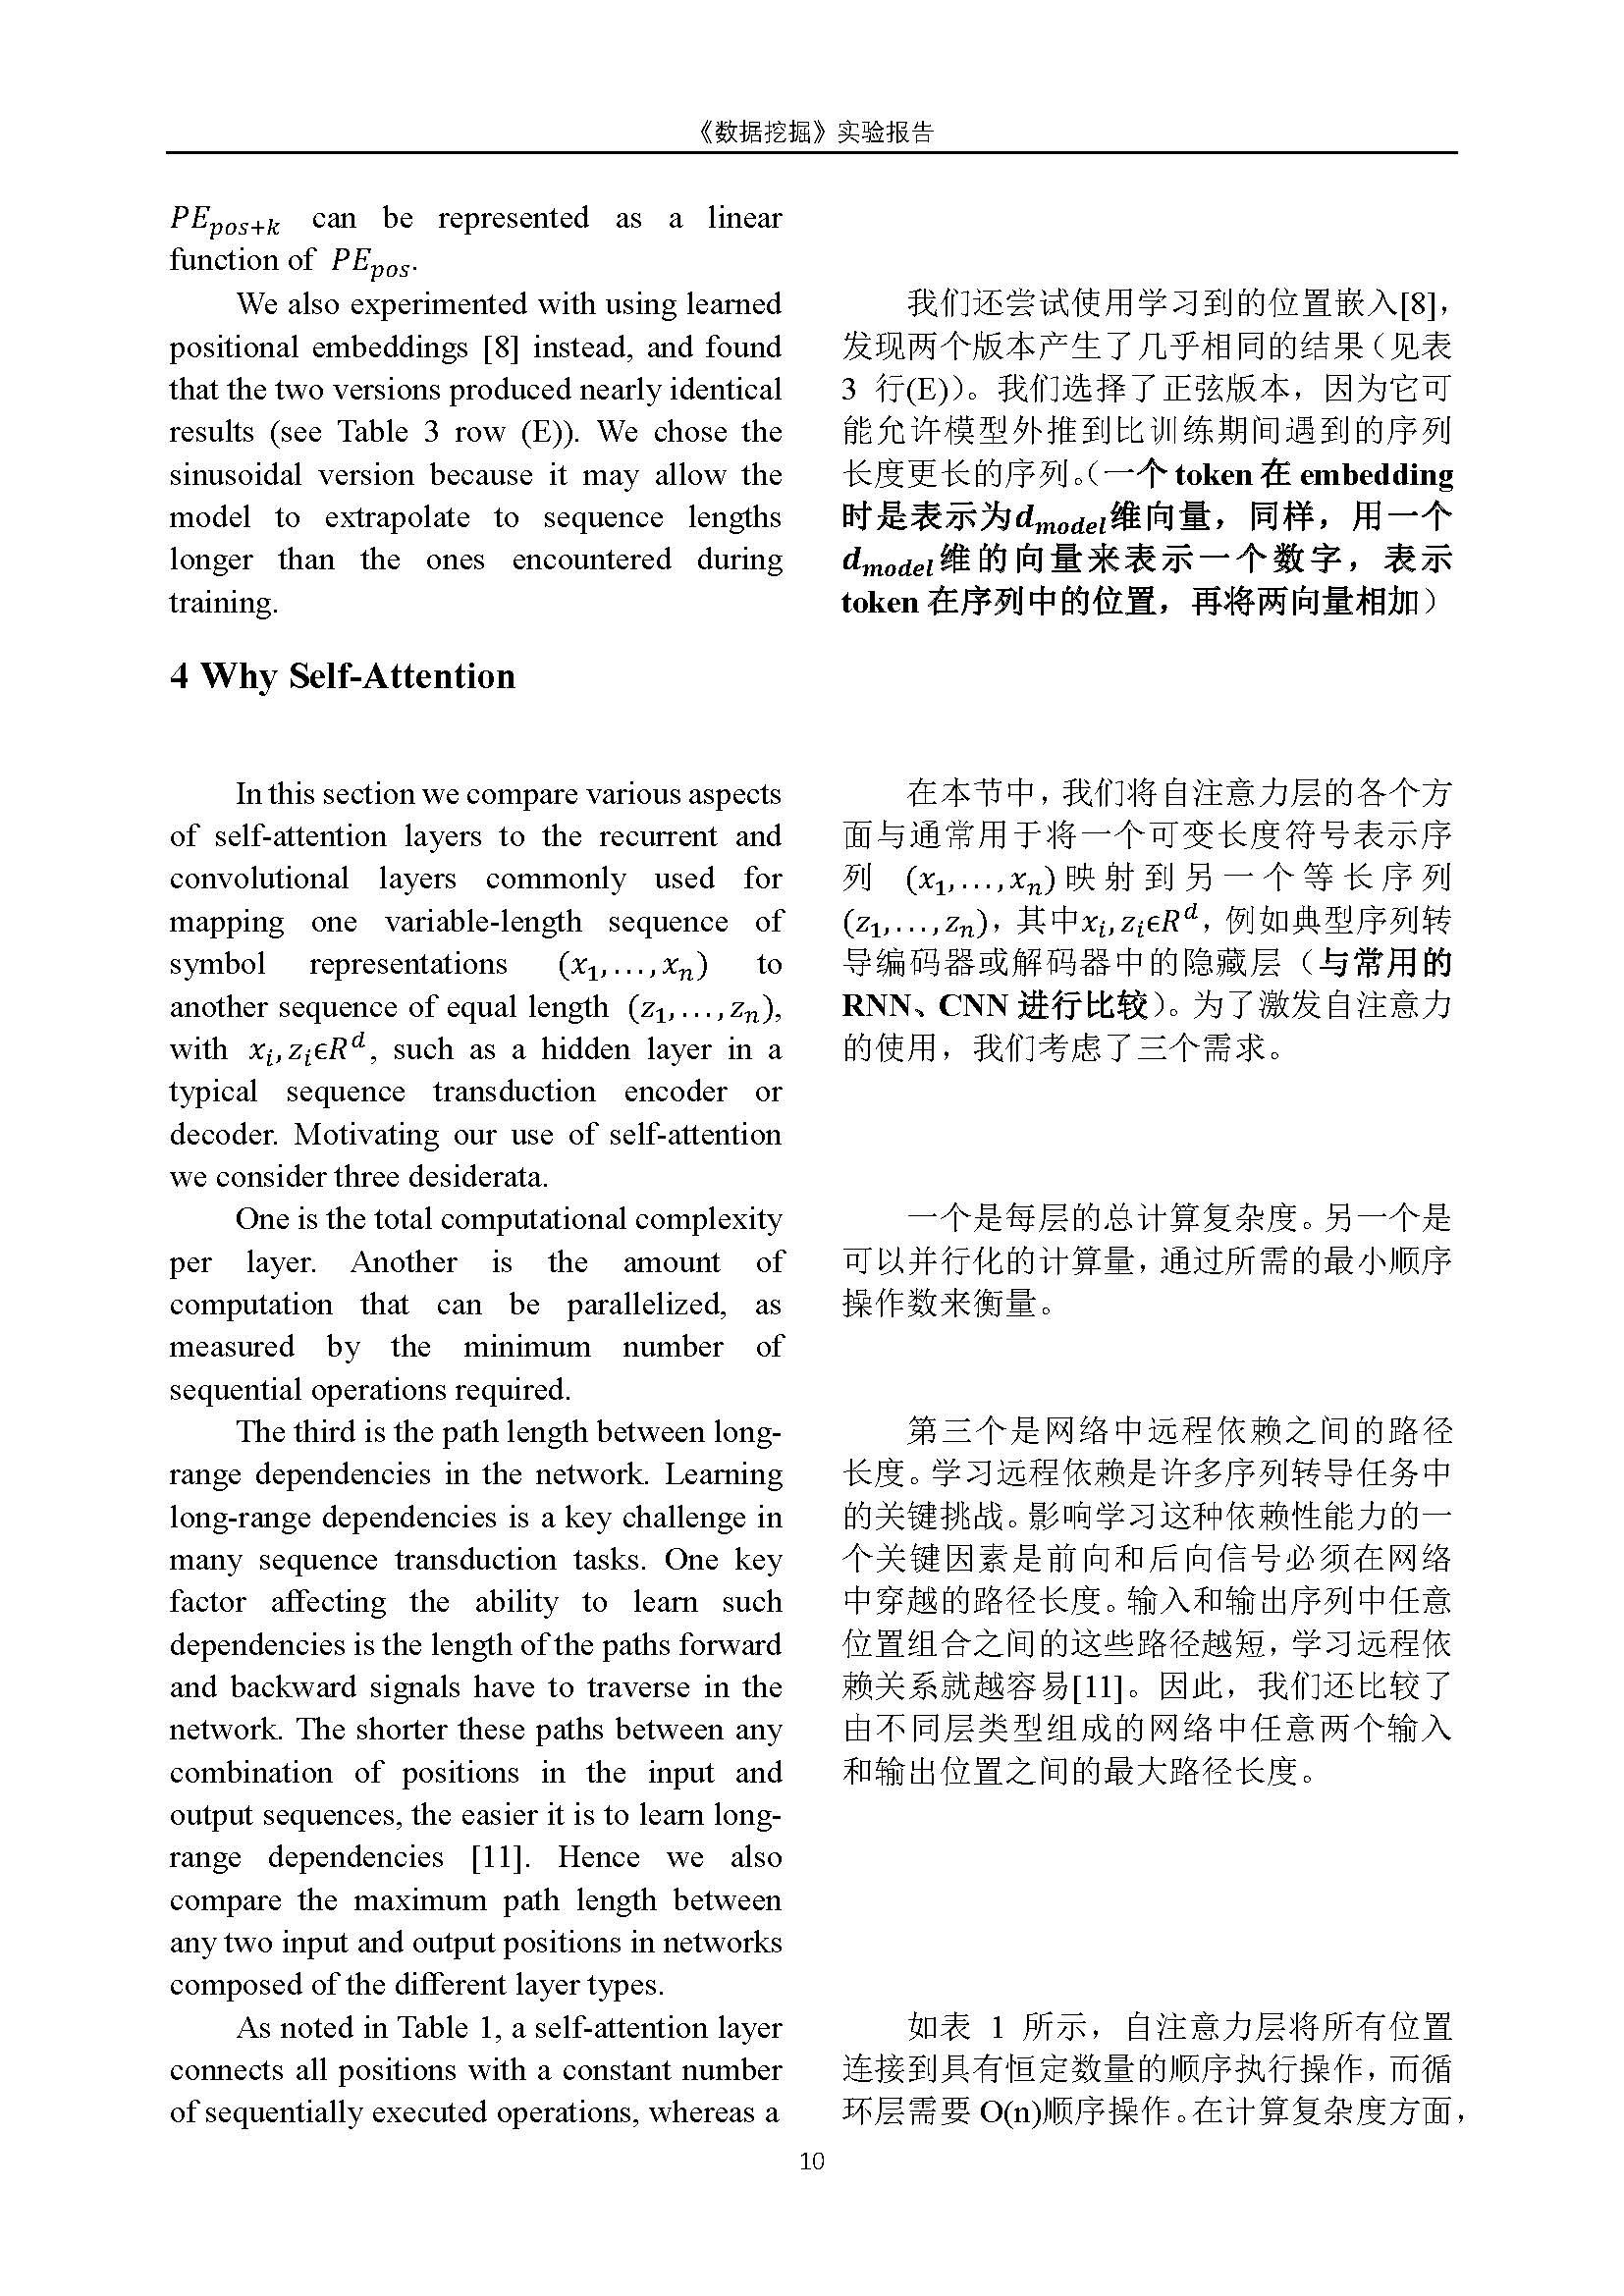 《数据挖掘》实验报告
PE_{pos+k} can be represented as a linear
function of PE_{pos}.
We also experimented with using learned
positional embeddings [8] instead, and found
that the two versions produced nearly identical
results (see Table 3 row (E)). We chose the
sinusoidal version because it may allow the
model to extrapolate to sequence lengths
longer than the ones encountered during
training.
我们还尝试使用学习到的位置嵌入[8]，
发现两个版本产生了几乎相同的结果（见表
3 行(E)）。我们选择了正弦版本，因为它可
能允许模型外推到比训练期间遇到的序列
长度更长的序列。（一个 token 在 embedding
时是表示为d_{model}维向量，同样，用一个
d_{model}维的向量来表示一个数字，表示
token 在序列中的位置，再将两向量相加）
4 Why Self-Attention
In this section we compare various aspects
of self-attention layers to the recurrent and
convolutional layers commonly used for
mapping one variable-length sequence of
symbol representations (x₁,...,xₙ) to
another sequence of equal length (z₁,...,zₙ),
with xᵢ,zᵢϵR^d, such as a hidden layer in a
typical sequence transduction encoder or
decoder. Motivating our use of self-attention
we consider three desiderata.
在本节中，我们将自注意力层的各个方
面与通常用于将一个可变长度符号表示序
列 (x₁,...,xₙ)映射到另一个等长序列
(z₁,...,zₙ)，其中xᵢ,zᵢϵR^d，例如典型序列转
导编码器或解码器中的隐藏层（与常用的
RNN、CNN 进行比较）。为了激发自注意力
的使用，我们考虑了三个需求。
One is the total computational complexity
per layer. Another is the amount of
computation that can be parallelized, as
measured by the minimum number of
sequential operations required.
一个是每层的总计算复杂度。另一个是
可以并行化的计算量，通过所需的最小顺序
操作数来衡量。
The third is the path length between long-
range dependencies in the network. Learning
long-range dependencies is a key challenge in
many sequence transduction tasks. One key
factor affecting the ability to learn such
dependencies is the length of the paths forward
and backward signals have to traverse in the
network. The shorter these paths between any
combination of positions in the input and
output sequences, the easier it is to learn long-
range dependencies [11]. Hence we also
compare the maximum path length between
any two input and output positions in networks
composed of the different layer types.
第三个是网络中远程依赖之间的路径
长度。学习远程依赖是许多序列转导任务中
的关键挑战。影响学习这种依赖性能力的一
个关键因素是前向和后向信号必须在网络
中穿越的路径长度。输入和输出序列中任意
位置组合之间的这些路径越短，学习远程依
赖关系就越容易[11]。因此，我们还比较了
由不同层类型组成的网络中任意两个输入
和输出位置之间的最大路径长度。
As noted in Table 1, a self-attention layer
connects all positions with a constant number
of sequentially executed operations, whereas a
如表 1 所示，自注意力层将所有位置
连接到具有恒定数量的顺序执行操作，而循
环层需要 O(n)顺序操作。在计算复杂度方面，
10